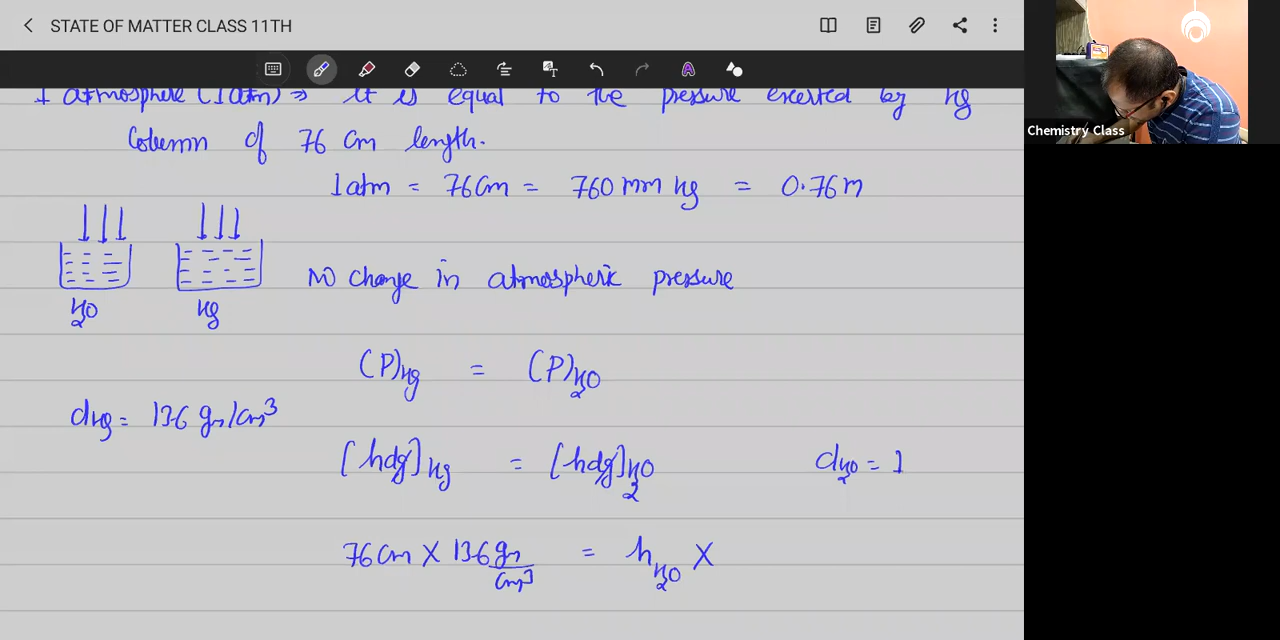 STATE OF MATTER CLASS 11TH
Chemistry Class
1 atmosphere (1atm) ⇒ it is equal to the pressure exerted by Hg
Column of 76 cm length.
1atm = 76cm = 760 mm Hg = 0.76 m
H2O Hg No change in atmospheric pressure
(P)Hg = (P)H2O
dHg = 13.6 gm/cm³
[hdg]Hg = [hdg]H2O dH2O = 1
76cm X 13.6 gm/cm³ = hH2O X